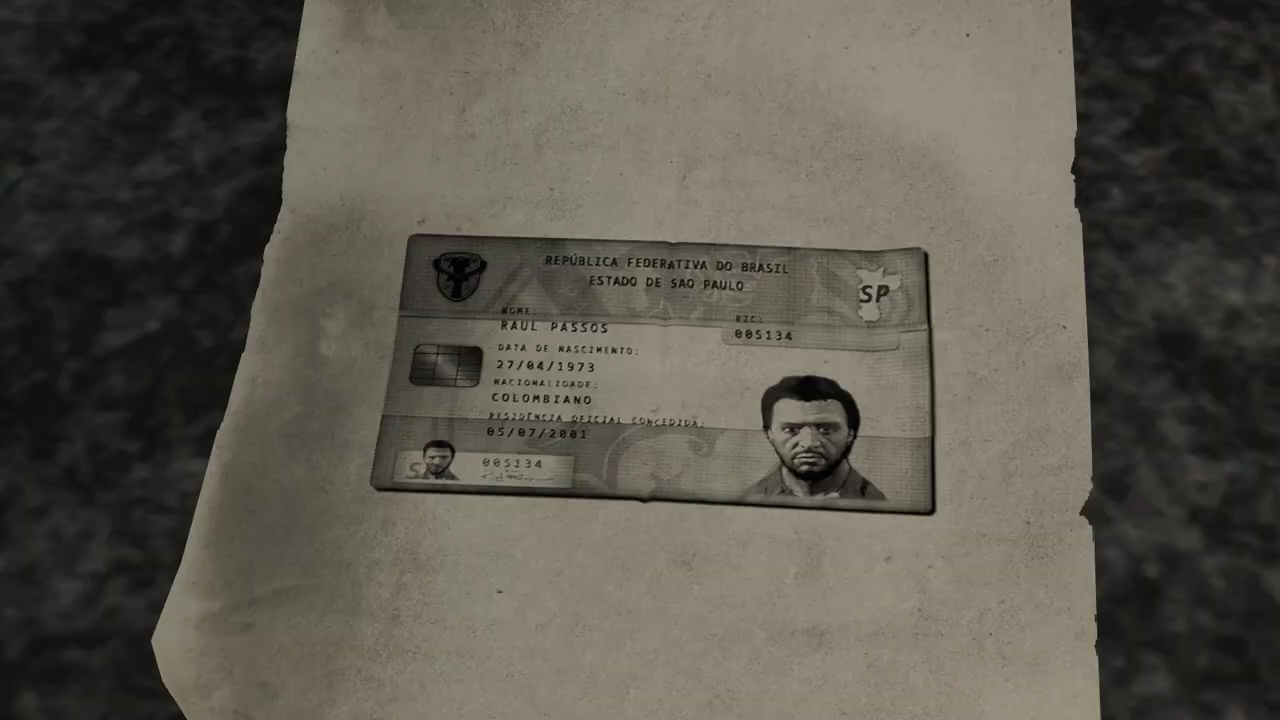 REPÚBLICA FEDERATIVA DO BRASIL
ESTADO DE SAO PAULO
SP
NOME:
RAUL PASSOS
RIC:
005134
DATA DE NASCIMENTO:
27/04/1973
NACIONALIDADE:
COLOMBIANO
RESIDÊNCIA OFICIAL CONCEDIDA:
05/07/2001
005134